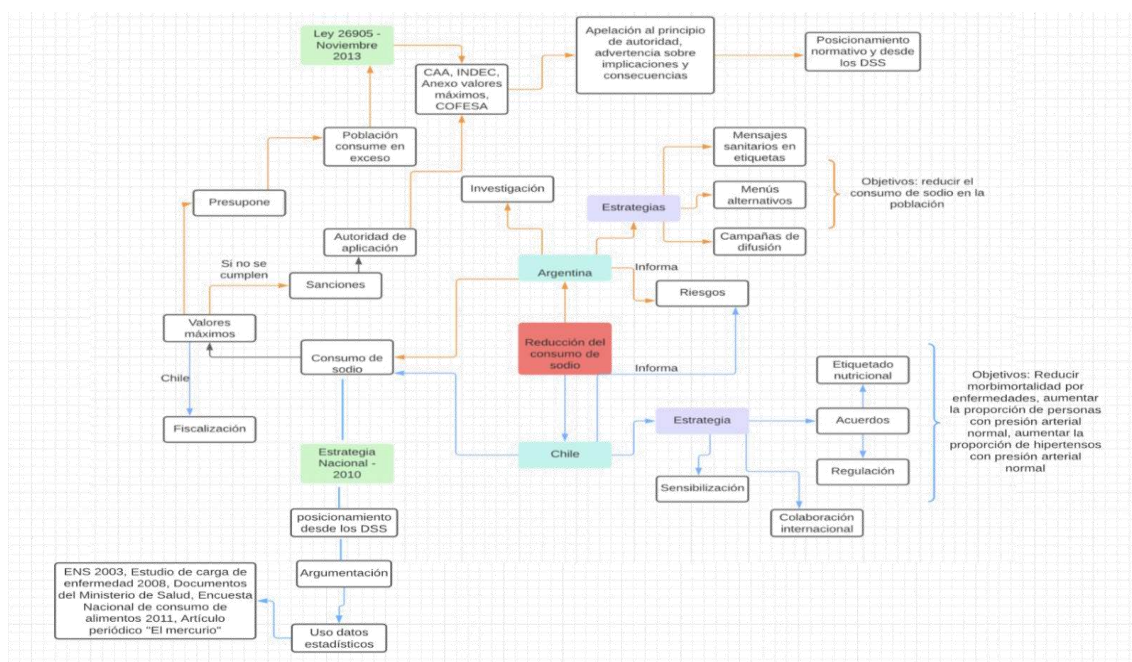 Ley 26905 -
Noviembre
2013
CAA, INDEC,
Anexo valores
máximos,
COFESA
Apelación al principio
de autoridad,
advertencia sobre
implicaciones y
consecuencias
Posicionamiento
normativo y desde
los DSS
Población
consume en
exceso
Mensajes
sanitarios en
etiquetas
Investigación
Estrategias
Menús
alternativos
Objetivos: reducir el
consumo de sodio en la
población
Presupone
Autoridad de
aplicación
Campañas de
difusión
Si no se
cumplen
Sanciones
Argentina
Informa
Riesgos
Valores
máximos
Consumo de
sodio
Reducción del
consumo de
sodio
Informa
Chile
Fiscalización
Etiquetado
nutricional
Objetivos: Reducir
morbimortalidad por
enfermedades, aumentar
la proporción de personas
con presión arterial
normal, aumentar la
proporción de hipertensos
con presión arterial
normal
Estrategia
Acuerdos
Estrategia
Nacional -
2010
Chile
Regulación
Sensibilización
Colaboración
internacional
posicionamiento
desde los DSS
Argumentación
ENS 2003, Estudio de carga de
enfermedad 2008, Documentos
del Ministerio de Salud, Encuesta
Nacional de consumo de
alimentos 2011, Artículo
periódico "El mercurio"
Uso datos
estadísticos